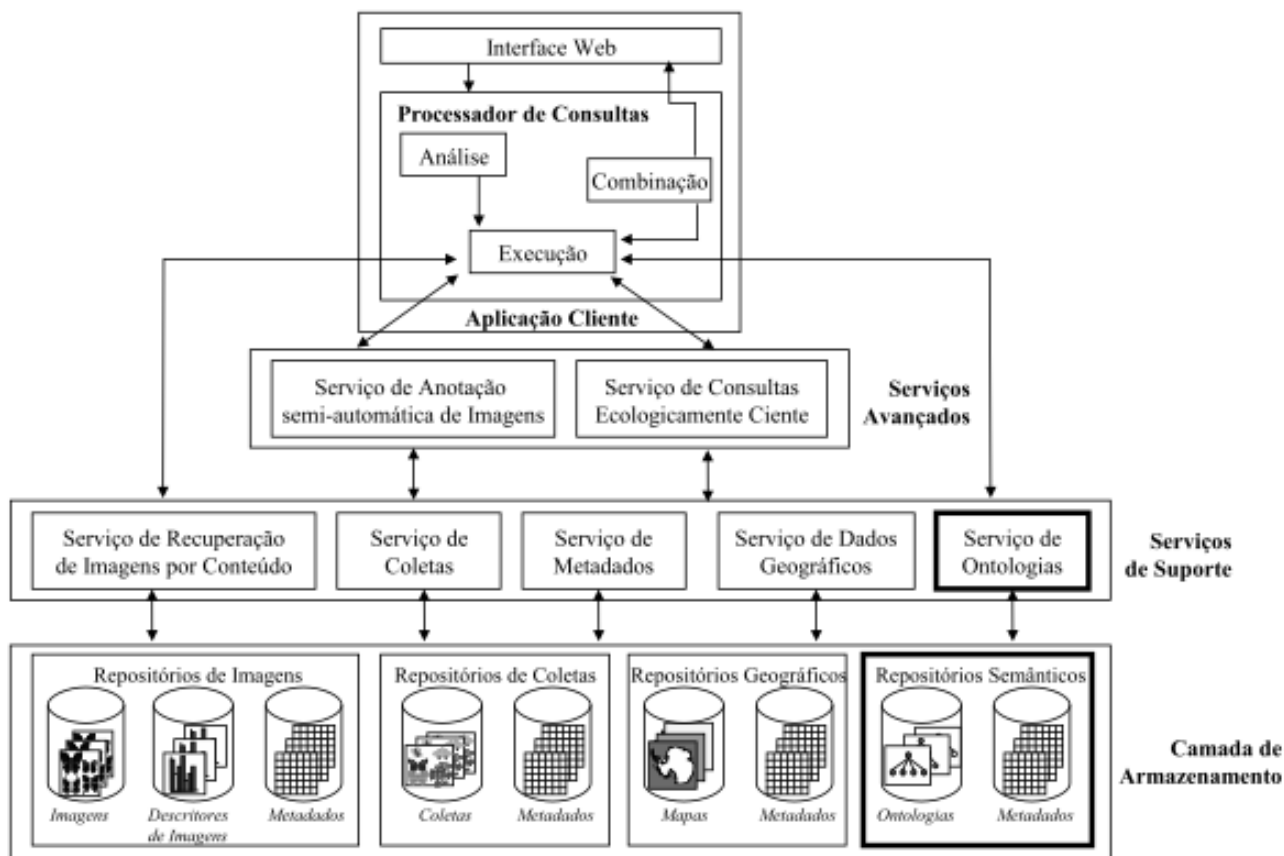 Interface Web
Processador de Consultas
Análise
Combinação
Execução
Aplicação Cliente
Serviço de Anotação
semi-automática de Imagens
Serviço de Consultas
Ecologicamente Ciente
Serviços
Avançados
Serviço de Recuperação
de Imagens por Conteúdo
Serviço de
Coletas
Serviço de
Metadados
Serviço de Dados
Geográficos
Serviço de
Ontologias
Serviços
de Suporte
Repositórios de Imagens
Imagens
Descritores
de Imagens
Metadados
Repositórios de Coletas
Coletas
Metadados
Repositórios Geográficos
Mapas
Metadados
Repositórios Semânticos
Ontologias
Metadados
Camada de
Armazenamento